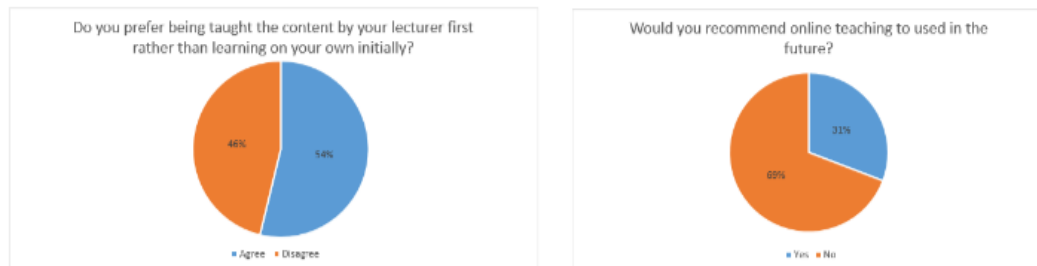 Do you prefer being taught the content by your lecturer first
rather than learning on your own initially?
46%
54%
Agree Disagree
Would you recommend online teaching to used in the
future?
31%
69%
Yes No